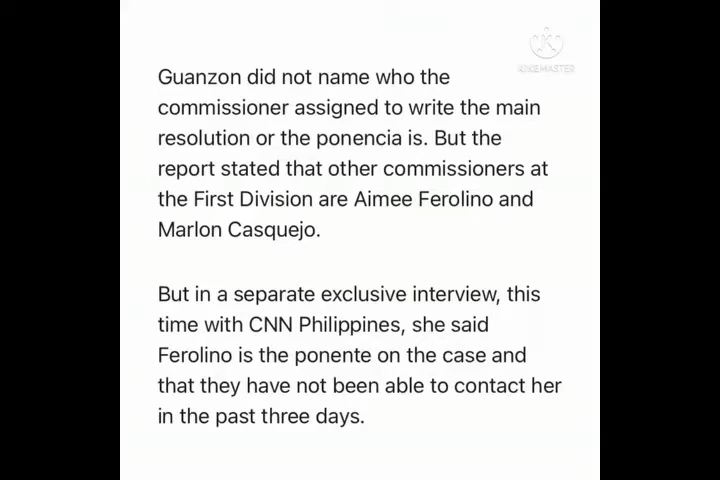 KINEMASTER
Guanzon did not name who the
commissioner assigned to write the main
resolution or the ponencia is. But the
report stated that other commissioners at
the First Division are Aimee Ferolino and
Marlon Casquejo.
But in a separate exclusive interview, this
time with CNN Philippines, she said
Ferolino is the ponente on the case and
that they have not been able to contact her
in the past three days.